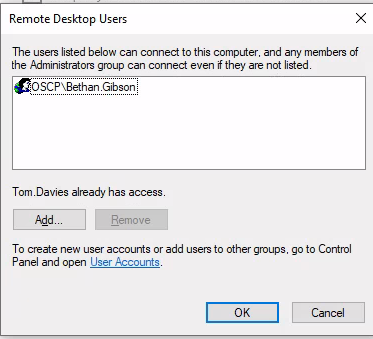 Remote Desktop Users
The users listed below can connect to this computer, and any members of
the Administrators group can connect even if they are not listed.
OSCP\Bethan.Gibson
Tom.Davies already has access.
Add...
Remove
To create new user accounts or add users to other groups, go to Control
Panel and open User Accounts.
OK
Cancel